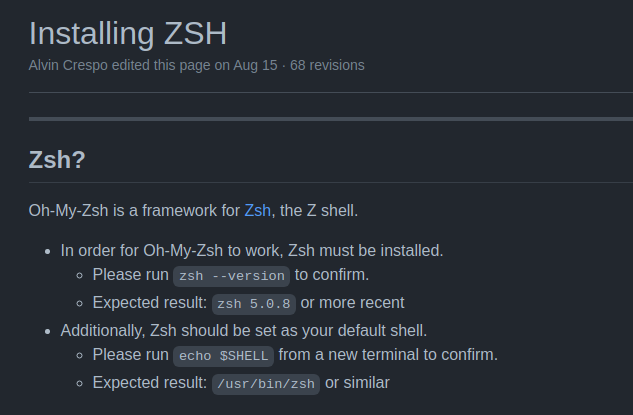 Installing ZSH
Alvin Crespo edited this page on Aug 15 · 68 revisions
Zsh?
Oh-My-Zsh is a framework for Zsh, the Z shell.
• In order for Oh-My-Zsh to work, Zsh must be installed.
◦ Please run zsh --version to confirm.
◦ Expected result: zsh 5.0.8 or more recent
• Additionally, Zsh should be set as your default shell.
◦ Please run echo $SHELL from a new terminal to confirm.
◦ Expected result: /usr/bin/zsh or similar